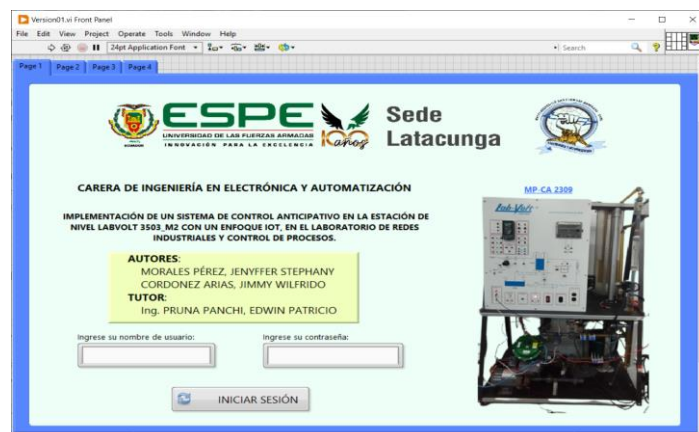 Version01.vi Front Panel
File Edit View Project Operate Tools Window Help
24pt Application Font
Search
Page 1 Page 2 Page 3 Page 4
ESPE
UNIVERSIDAD DE LAS FUERZAS ARMADAS
INNOVACIÓN PARA LA EXCELENCIA
100 años
Sede
Latacunga
CARERA DE INGENIERÍA EN ELECTRÓNICA Y AUTOMATIZACIÓN
MP-CA 2309
IMPLEMENTACIÓN DE UN SISTEMA DE CONTROL ANTICIPATIVO EN LA ESTACIÓN DE
NIVEL LABVOLT 3503_M2 CON UN ENFOQUE IOT, EN EL LABORATORIO DE REDES
INDUSTRIALES Y CONTROL DE PROCESOS.
Lab-Volt
AUTORES:
MORALES PÉREZ, JENYFFER STEPHANY
CORDONEZ ARIAS, JIMMY WILFRIDO
TUTOR:
Ing. PRUNA PANCHI, EDWIN PATRICIO
Ingrese su nombre de usuario:
Ingrese su contraseña:
INICIAR SESIÓN